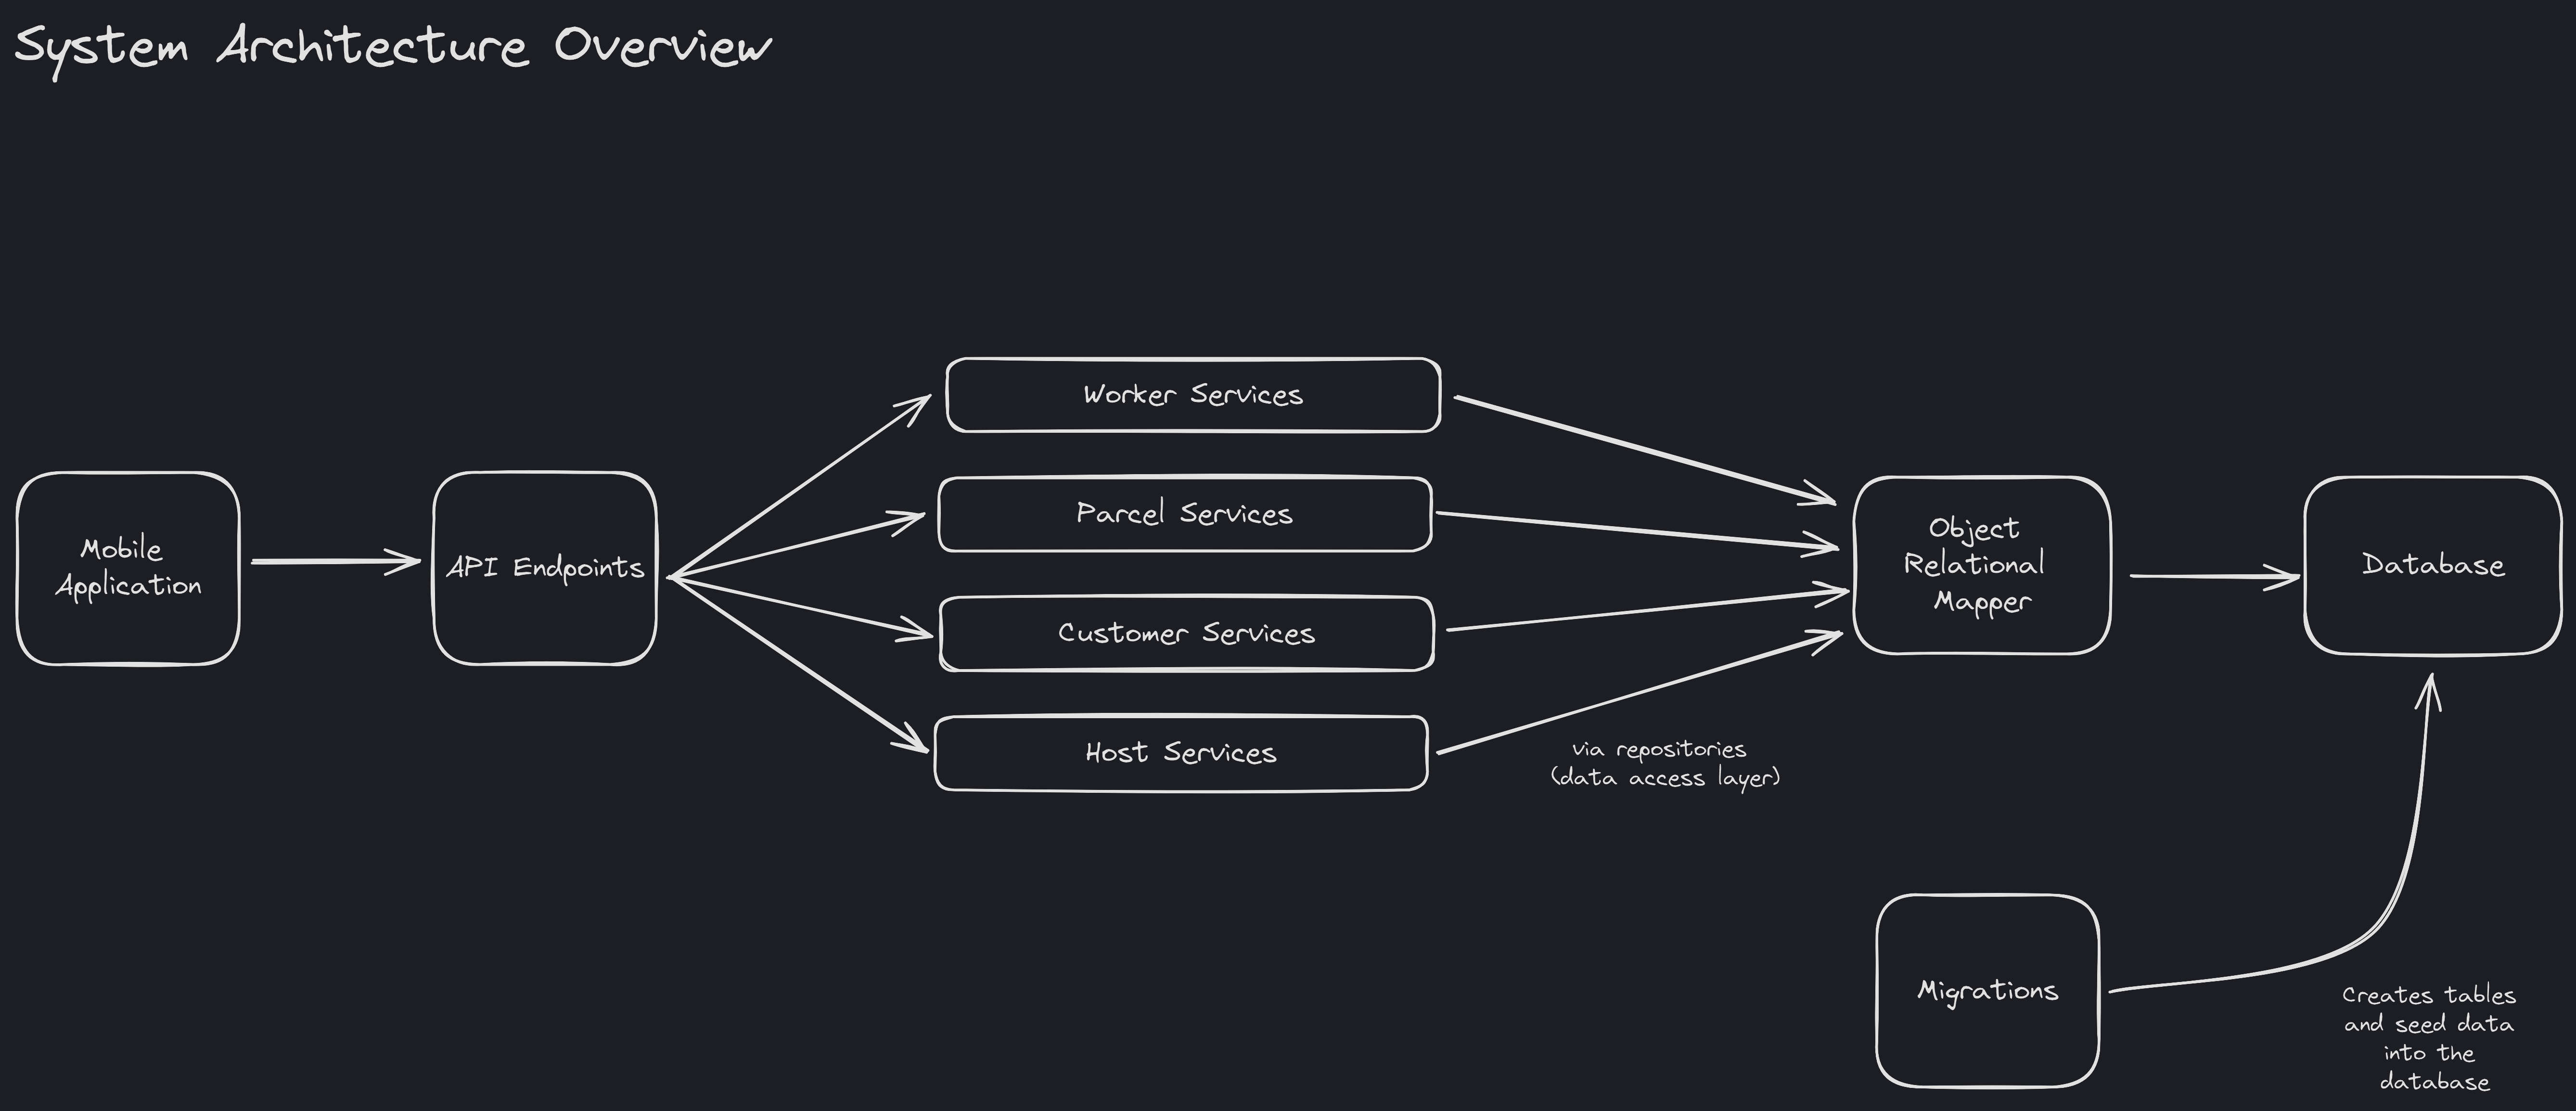 System Architecture Overview
Worker Services
Parcel Services
Mobile
Application
API Endpoints
Object
Relational
Mapper
Database
Customer Services
Host Services
via repositories
(data access layer)
Migrations
Creates tables
and seed data
into the
database